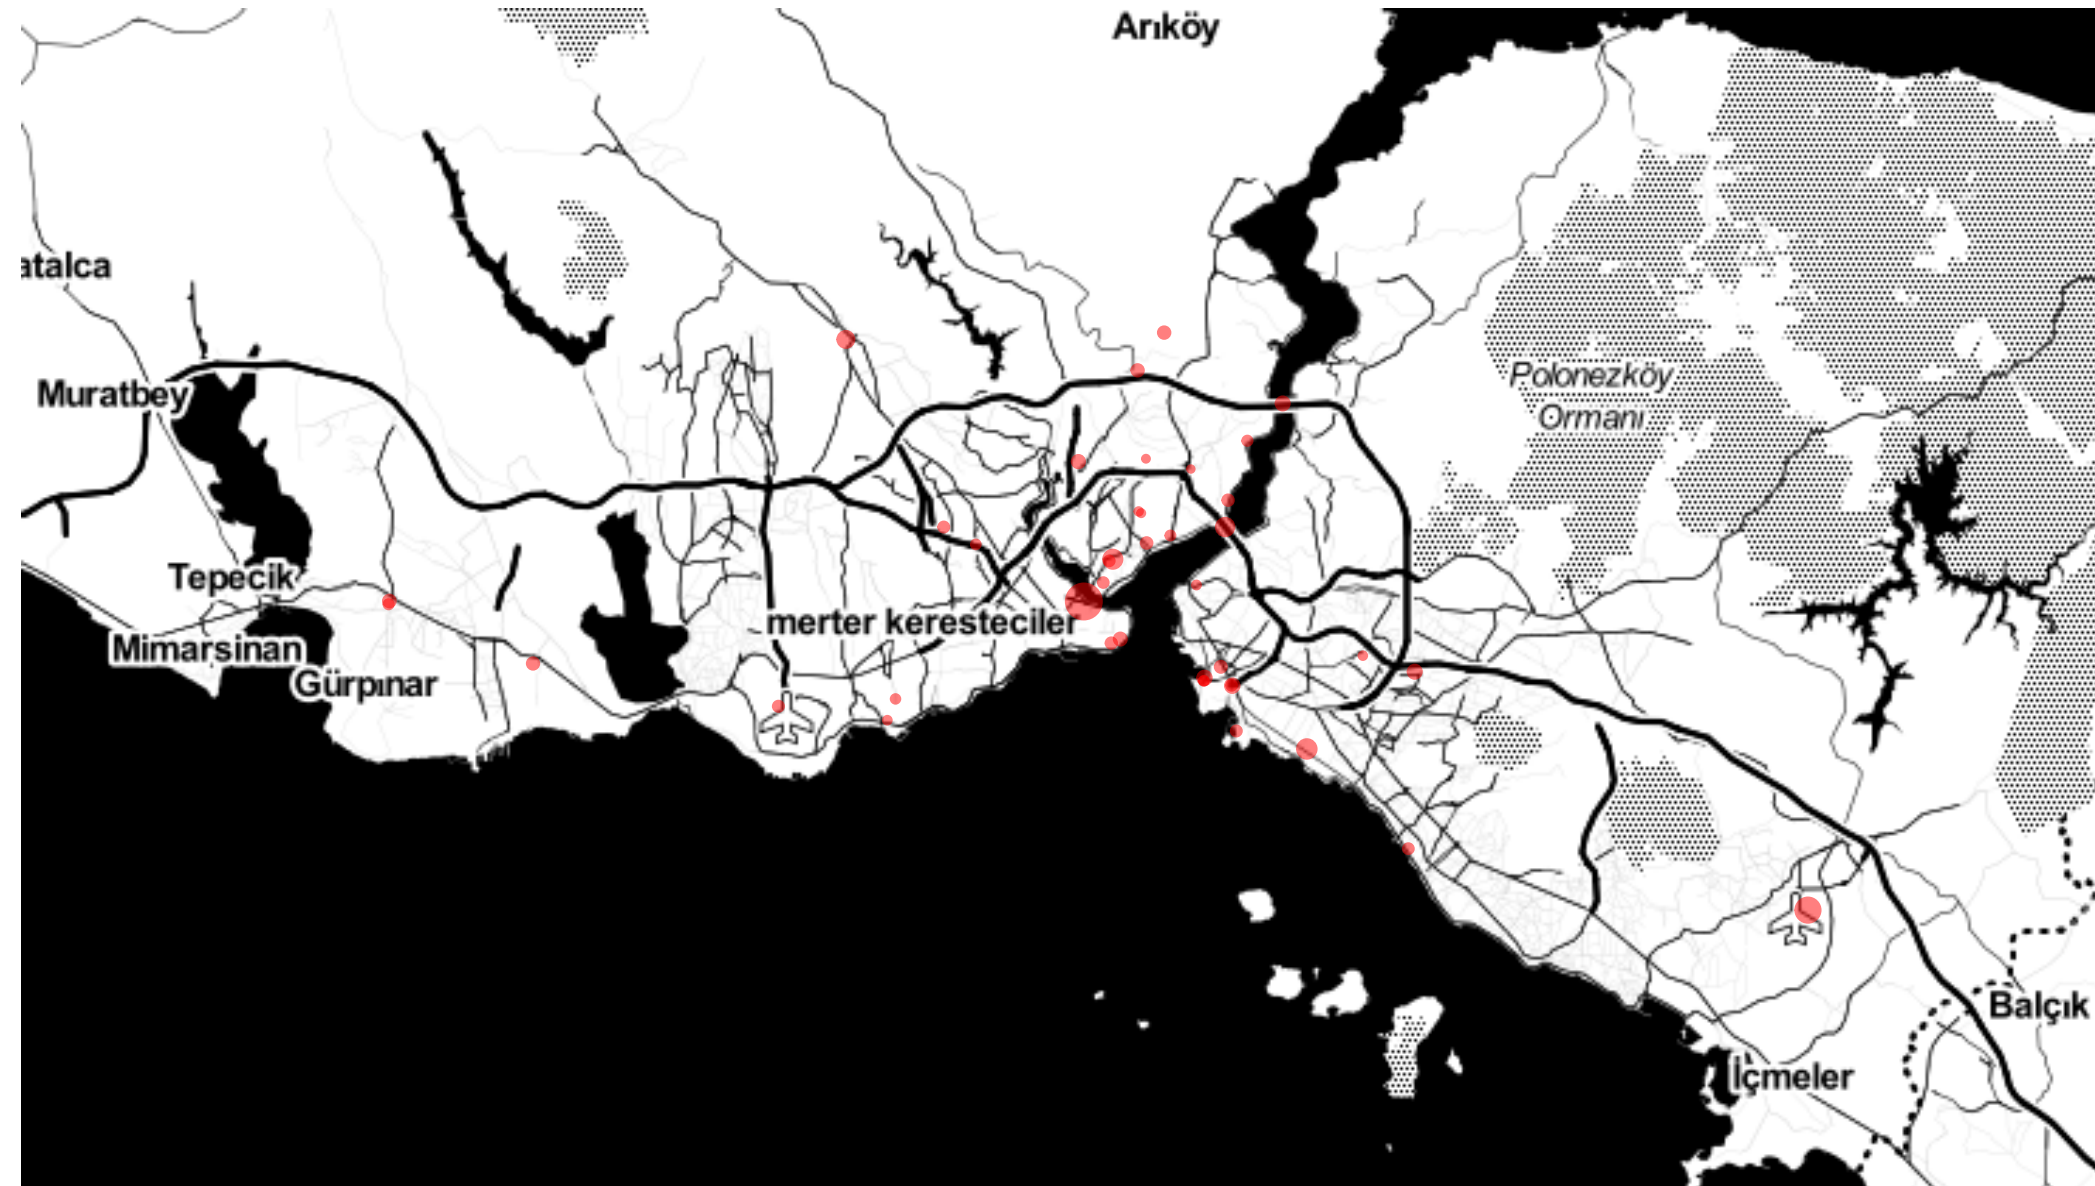 Arıköy
atalca
Muratbey
Polonezköy
Ormanı
Tepecik
merter keresteciler
Mimarsinan
Gürpınar
Balçık
İçmeler